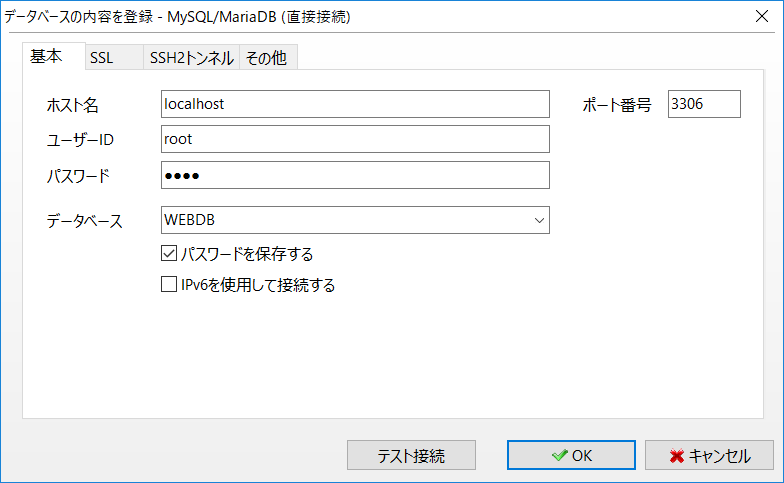 データベースの内容を登録 - MySQL/MariaDB (直接接続)
基本 SSL SSH2トンネル その他
ホスト名 localhost ポート番号 3306
ユーザーID root
パスワード ●●●●
データベース WEBDB
パスワードを保存する
IPv6を使用して接続する
テスト接続 OK キャンセル